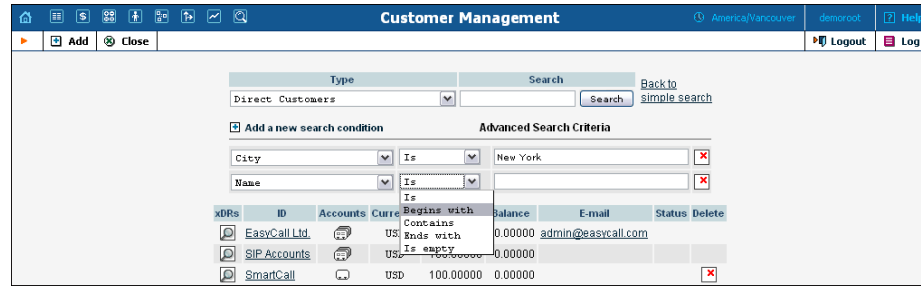 Customer Management America/Vancouver demoroot Help
Add Close Logout Log
Type Search
Direct Customers Search Back to simple search
Add a new search condition Advanced Search Criteria
City Is New York
Name Is
Is
Begins with
Contains
Ends with
Is empty
xDRs ID Accounts Balance E-mail Status Delete
EasyCall Ltd. 0.00000 admin@easycall.com
SIP Accounts 0.00000
SmartCall USD 100.00000 0.00000